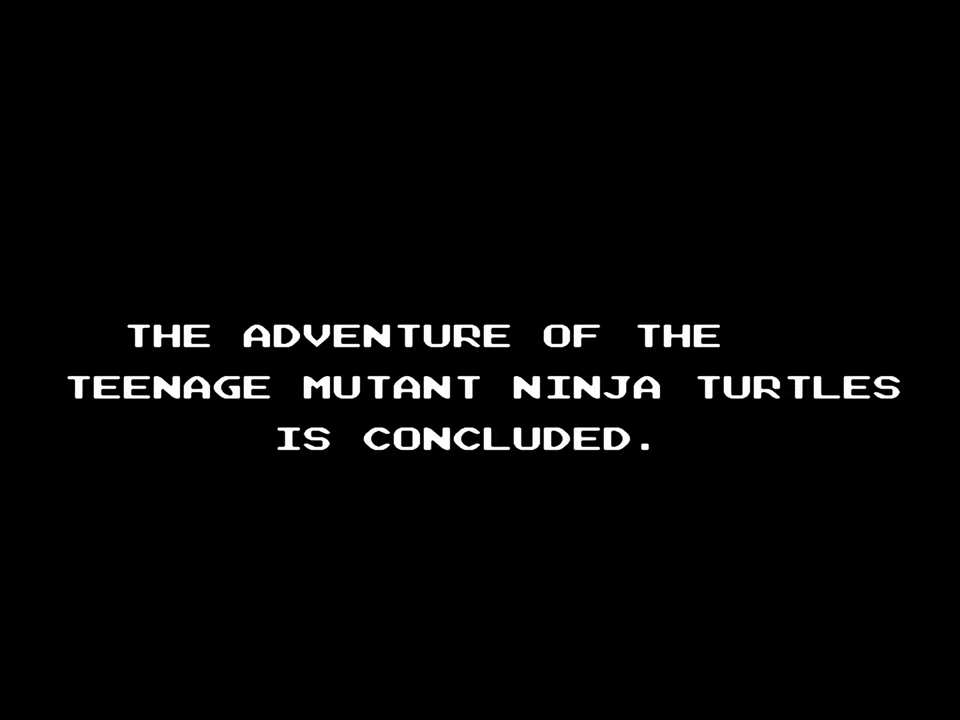 THE ADVENTURE OF THE
TEENAGE MUTANT NINJA TURTLES
IS CONCLUDED.